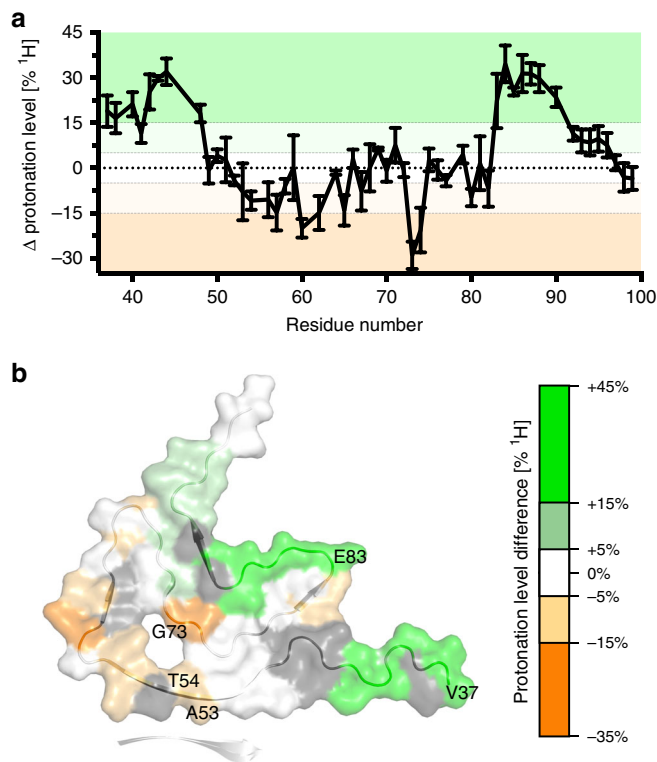 a
45
30
15
0
−15
−30
Δ protonation level [% ¹H]
40 50 60 70 80 90 100
Residue number
b
E83
G73
T54
A53
V37
Protonation level difference [% ¹H]
+45%
+15%
+5%
0%
−5%
−15%
−35%